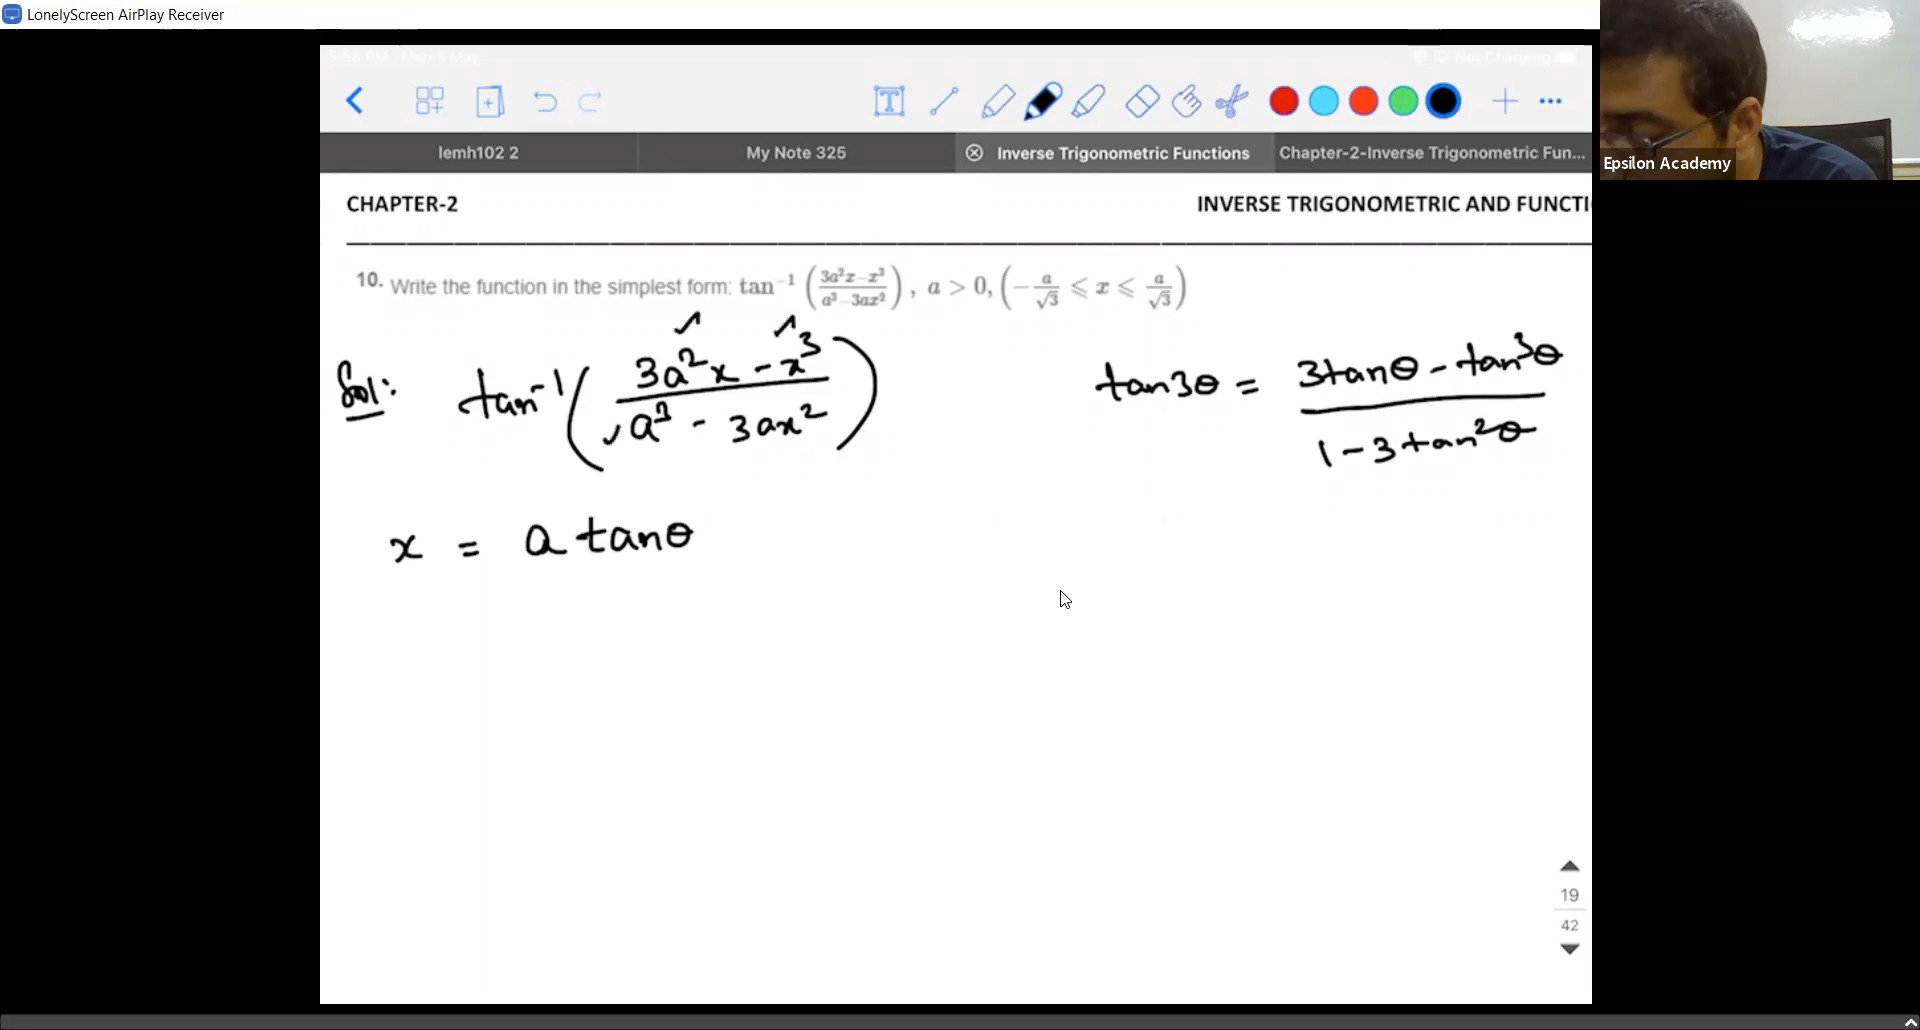 LonelyScreen AirPlay Receiver
Epsilon Academy
lemh102 2
My Note 325
Inverse Trigonometric Functions
Chapter-2-Inverse Trigonometric Fun...
CHAPTER-2
INVERSE TRIGONOMETRIC AND FUNCTI
10. Write the function in the simplest form: tan⁻¹ ((3a²x−x³)/(a³−3ax²)), a > 0, (−a/√3 ⩽ x ⩽ a/√3)
Sol: tan⁻¹((3a²x − x³)/(a³ − 3ax²))
tan3θ = (3tanθ − tan³θ)/(1 − 3tan²θ)
x = a tanθ
19
42